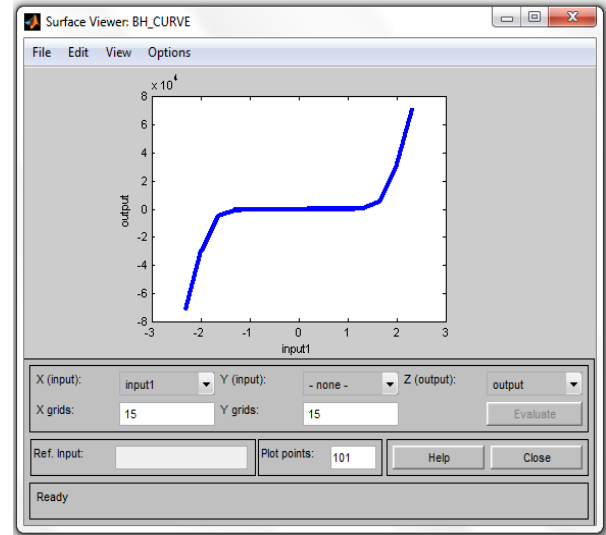 Surface Viewer: BH_CURVE
File Edit View Options
x 10^4
8
6
4
2
0
-2
-4
-6
-8
output
-3 -2 -1 0 1 2 3
input1
X (input): input1 Y (input): - none - Z (output): output
X grids: 15 Y grids: 15 Evaluate
Ref. Input: Plot points: 101 Help Close
Ready